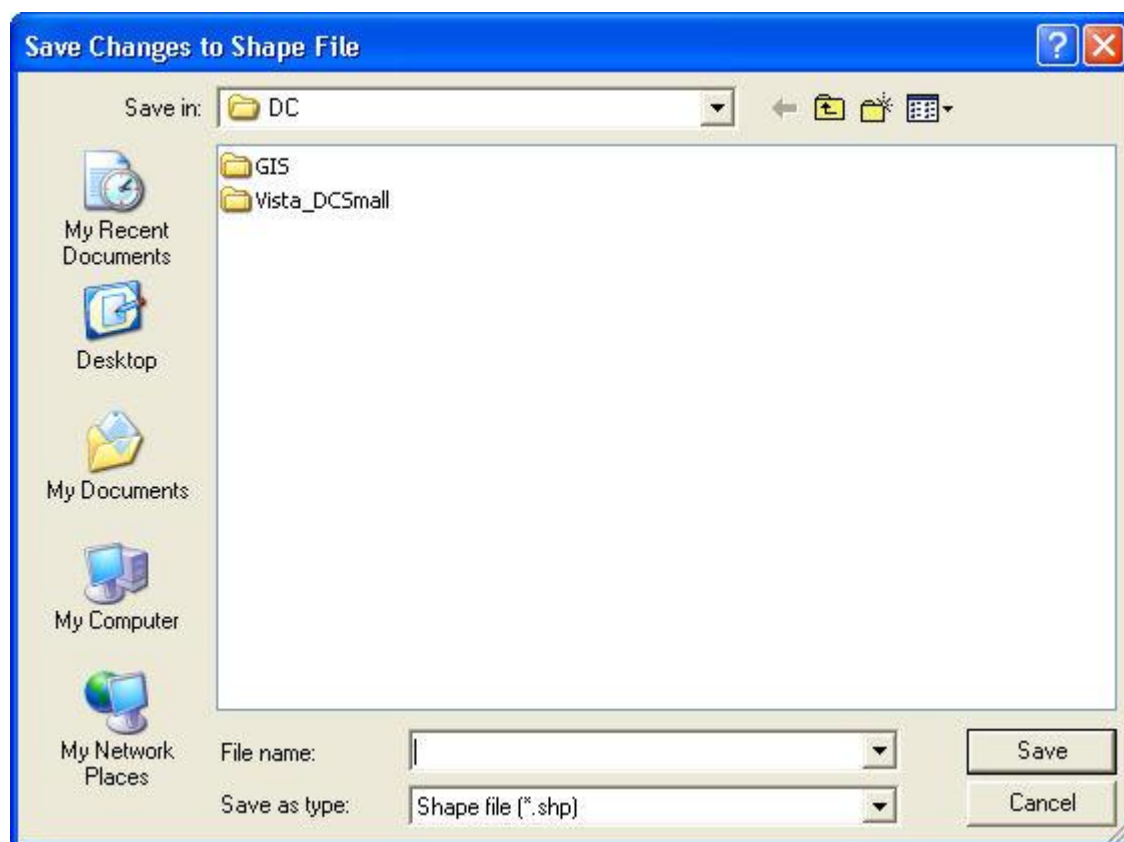 Save Changes to Shape File
Save in: DC
GIS
Vista_DCSmall
My Recent
Documents
Desktop
My Documents
My Computer
My Network
Places
File name:
Save
Save as type: Shape file (*.shp)
Cancel